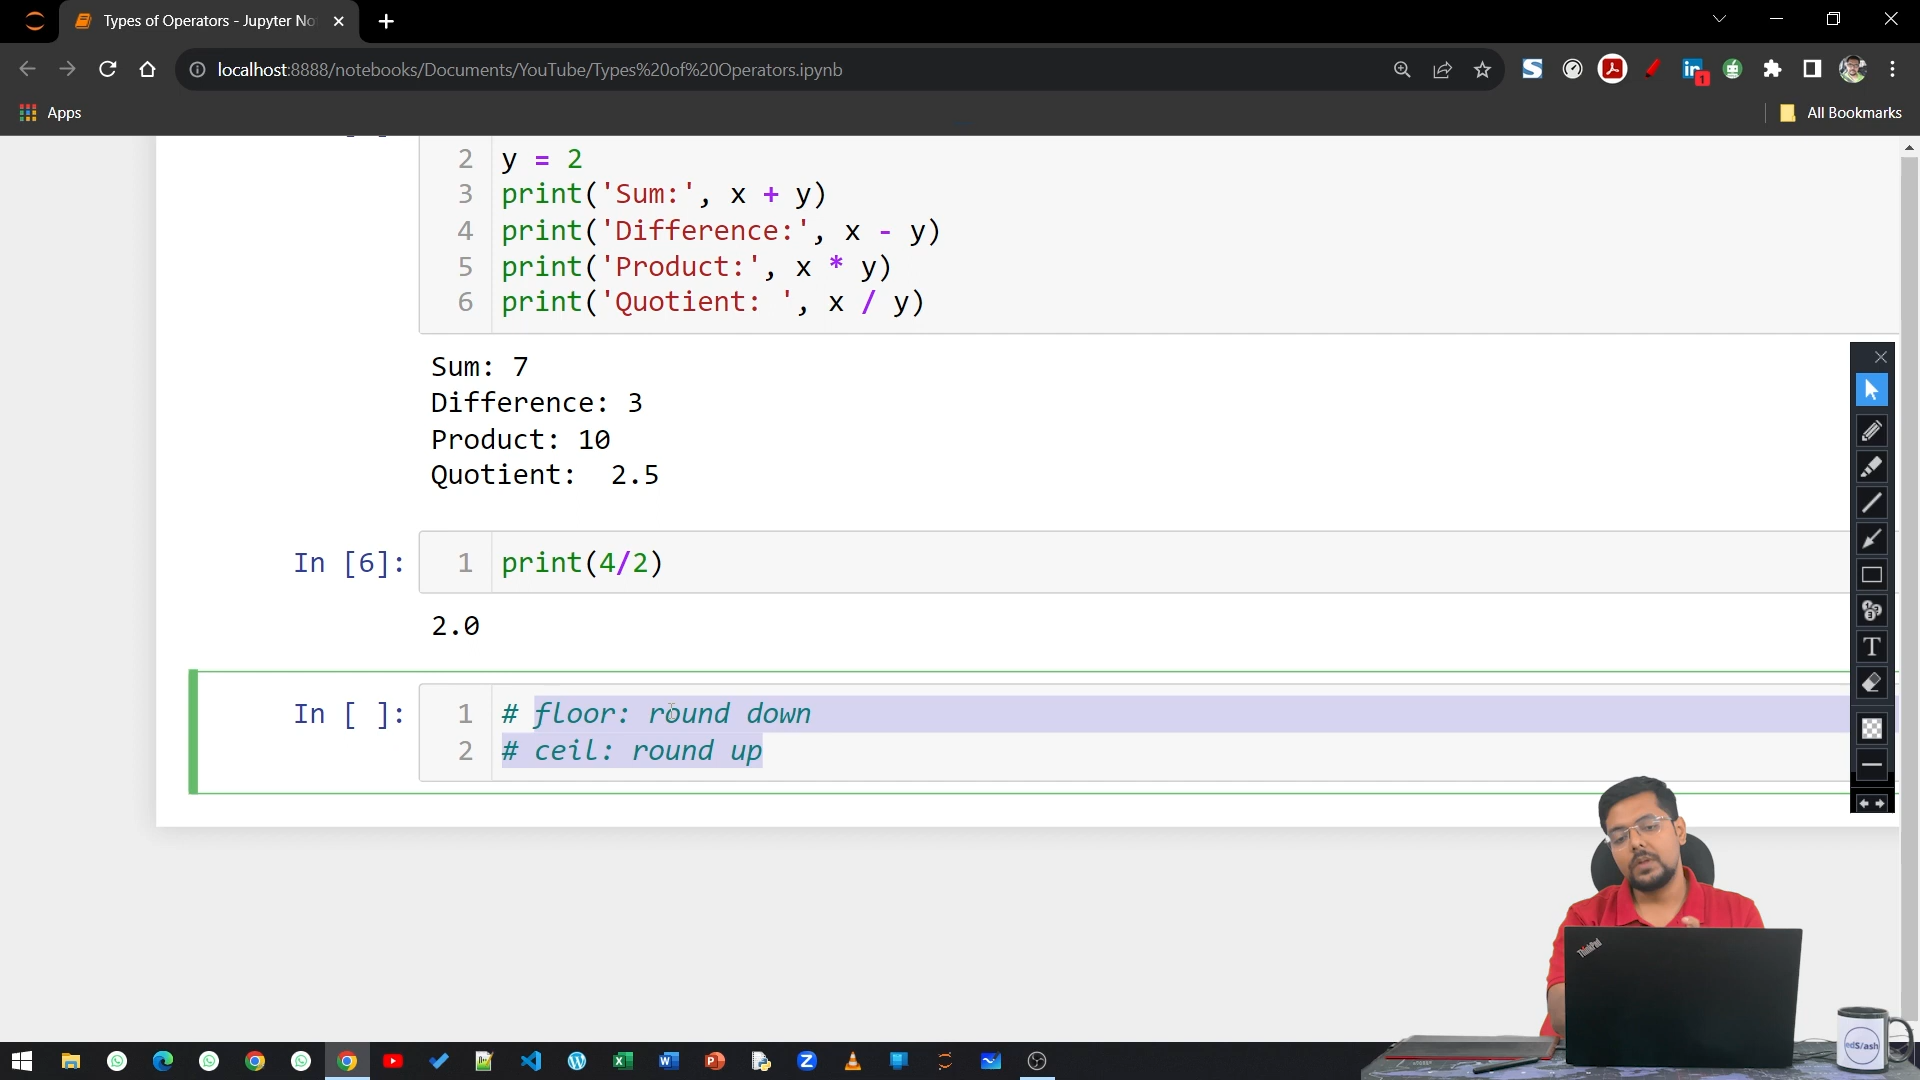 Types of Operators - Jupyter No
localhost:8888/notebooks/Documents/YouTube/Types%20of%20Operators.ipynb
Apps
All Bookmarks
2 y = 2
3 print('Sum:', x + y)
4 print('Difference:', x - y)
5 print('Product:', x * y)
6 print('Quotient: ', x / y)
Sum: 7
Difference: 3
Product: 10
Quotient:  2.5
In [6]: 1 print(4/2)
2.0
In [ ]: 1 # floor: round down
2 # ceil: round up
ThinkPad
edS/ash